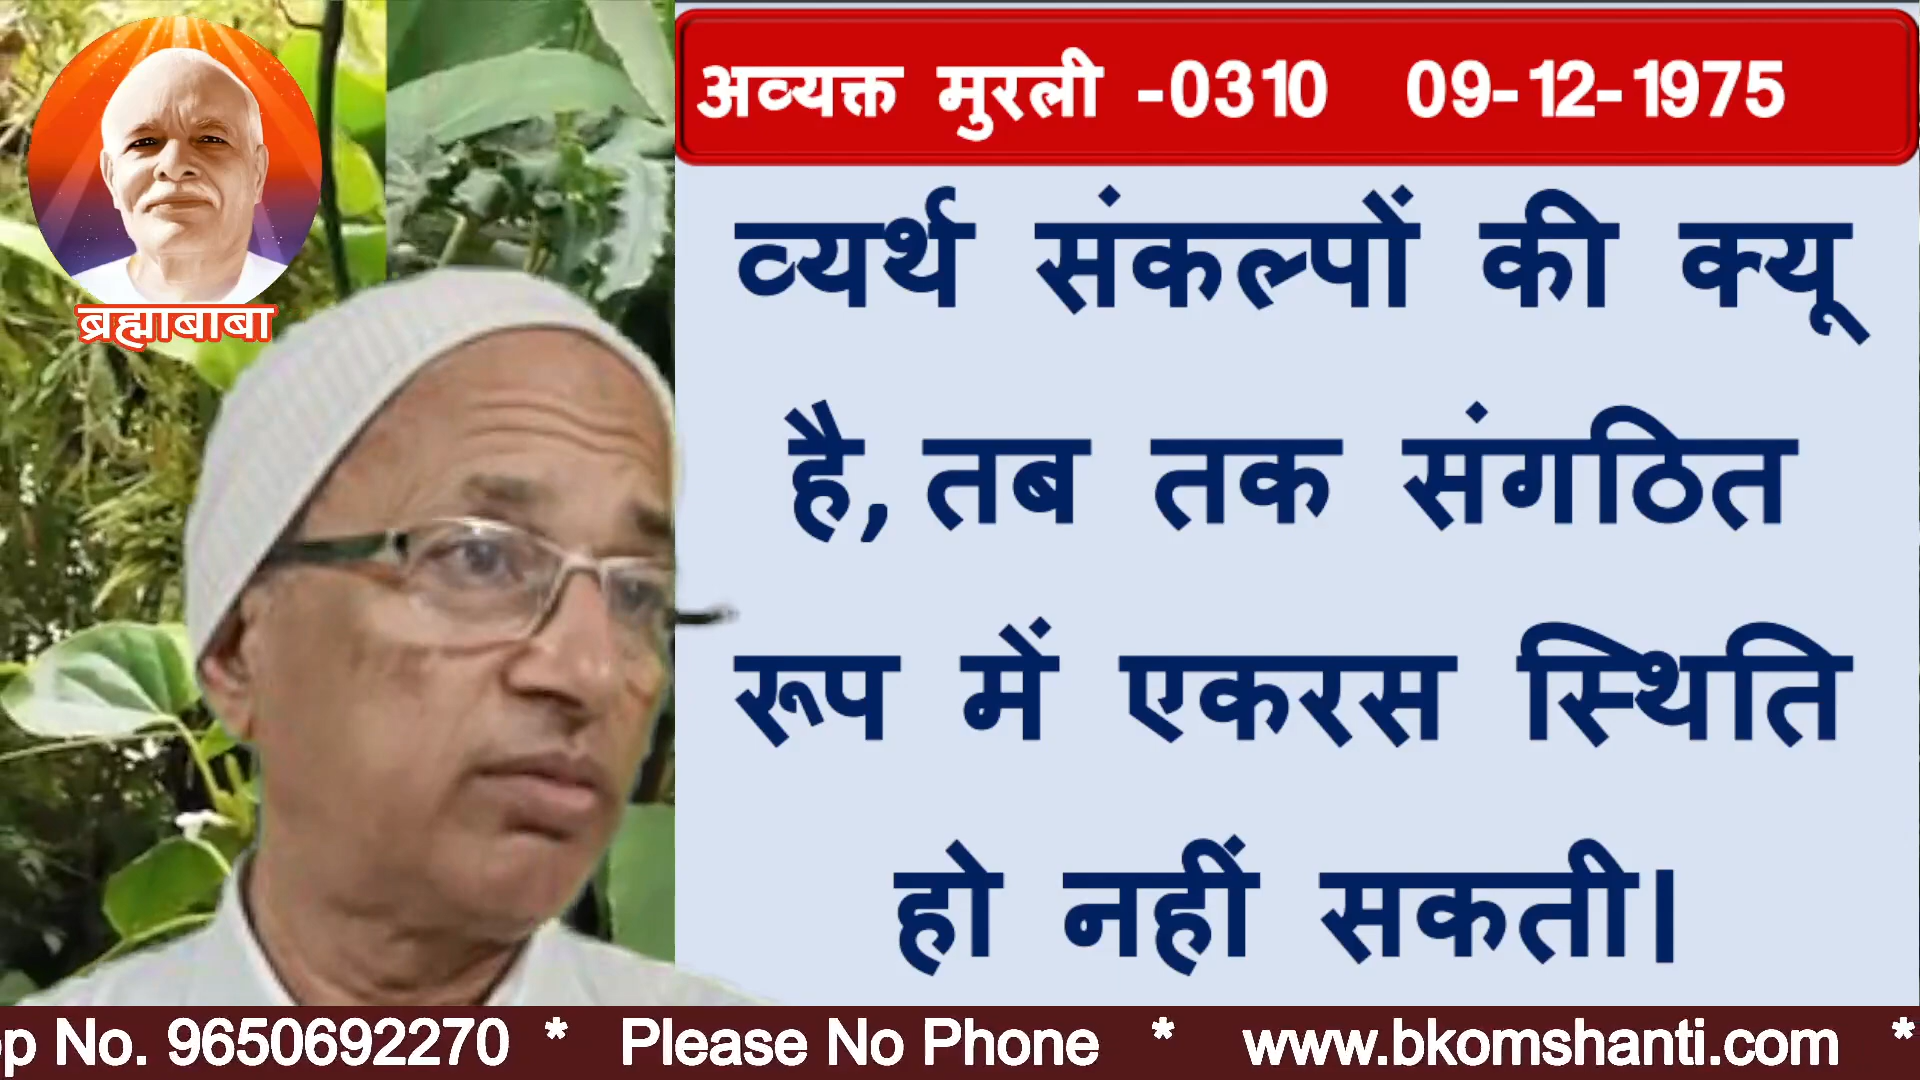 ब्रह्माबाबा
अव्यक्त मुरली -0310 09-12-1975
व्यर्थ संकल्पों की क्यू
है, तब तक संगठित
रूप में एकरस स्थिति
हो नहीं सकती।
p No. 9650692270 * Please No Phone * www.bkomshanti.com *